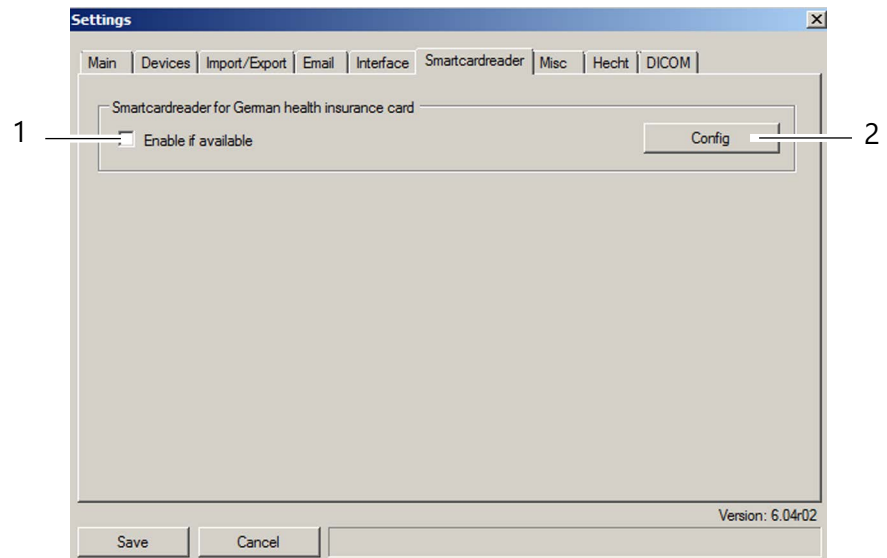 Settings
Main Devices Import/Export Email Interface Smartcardreader Misc Hecht DICOM
Smartcardreader for German health insurance card
1 Enable if available Config 2
Version: 6.04r02
Save Cancel